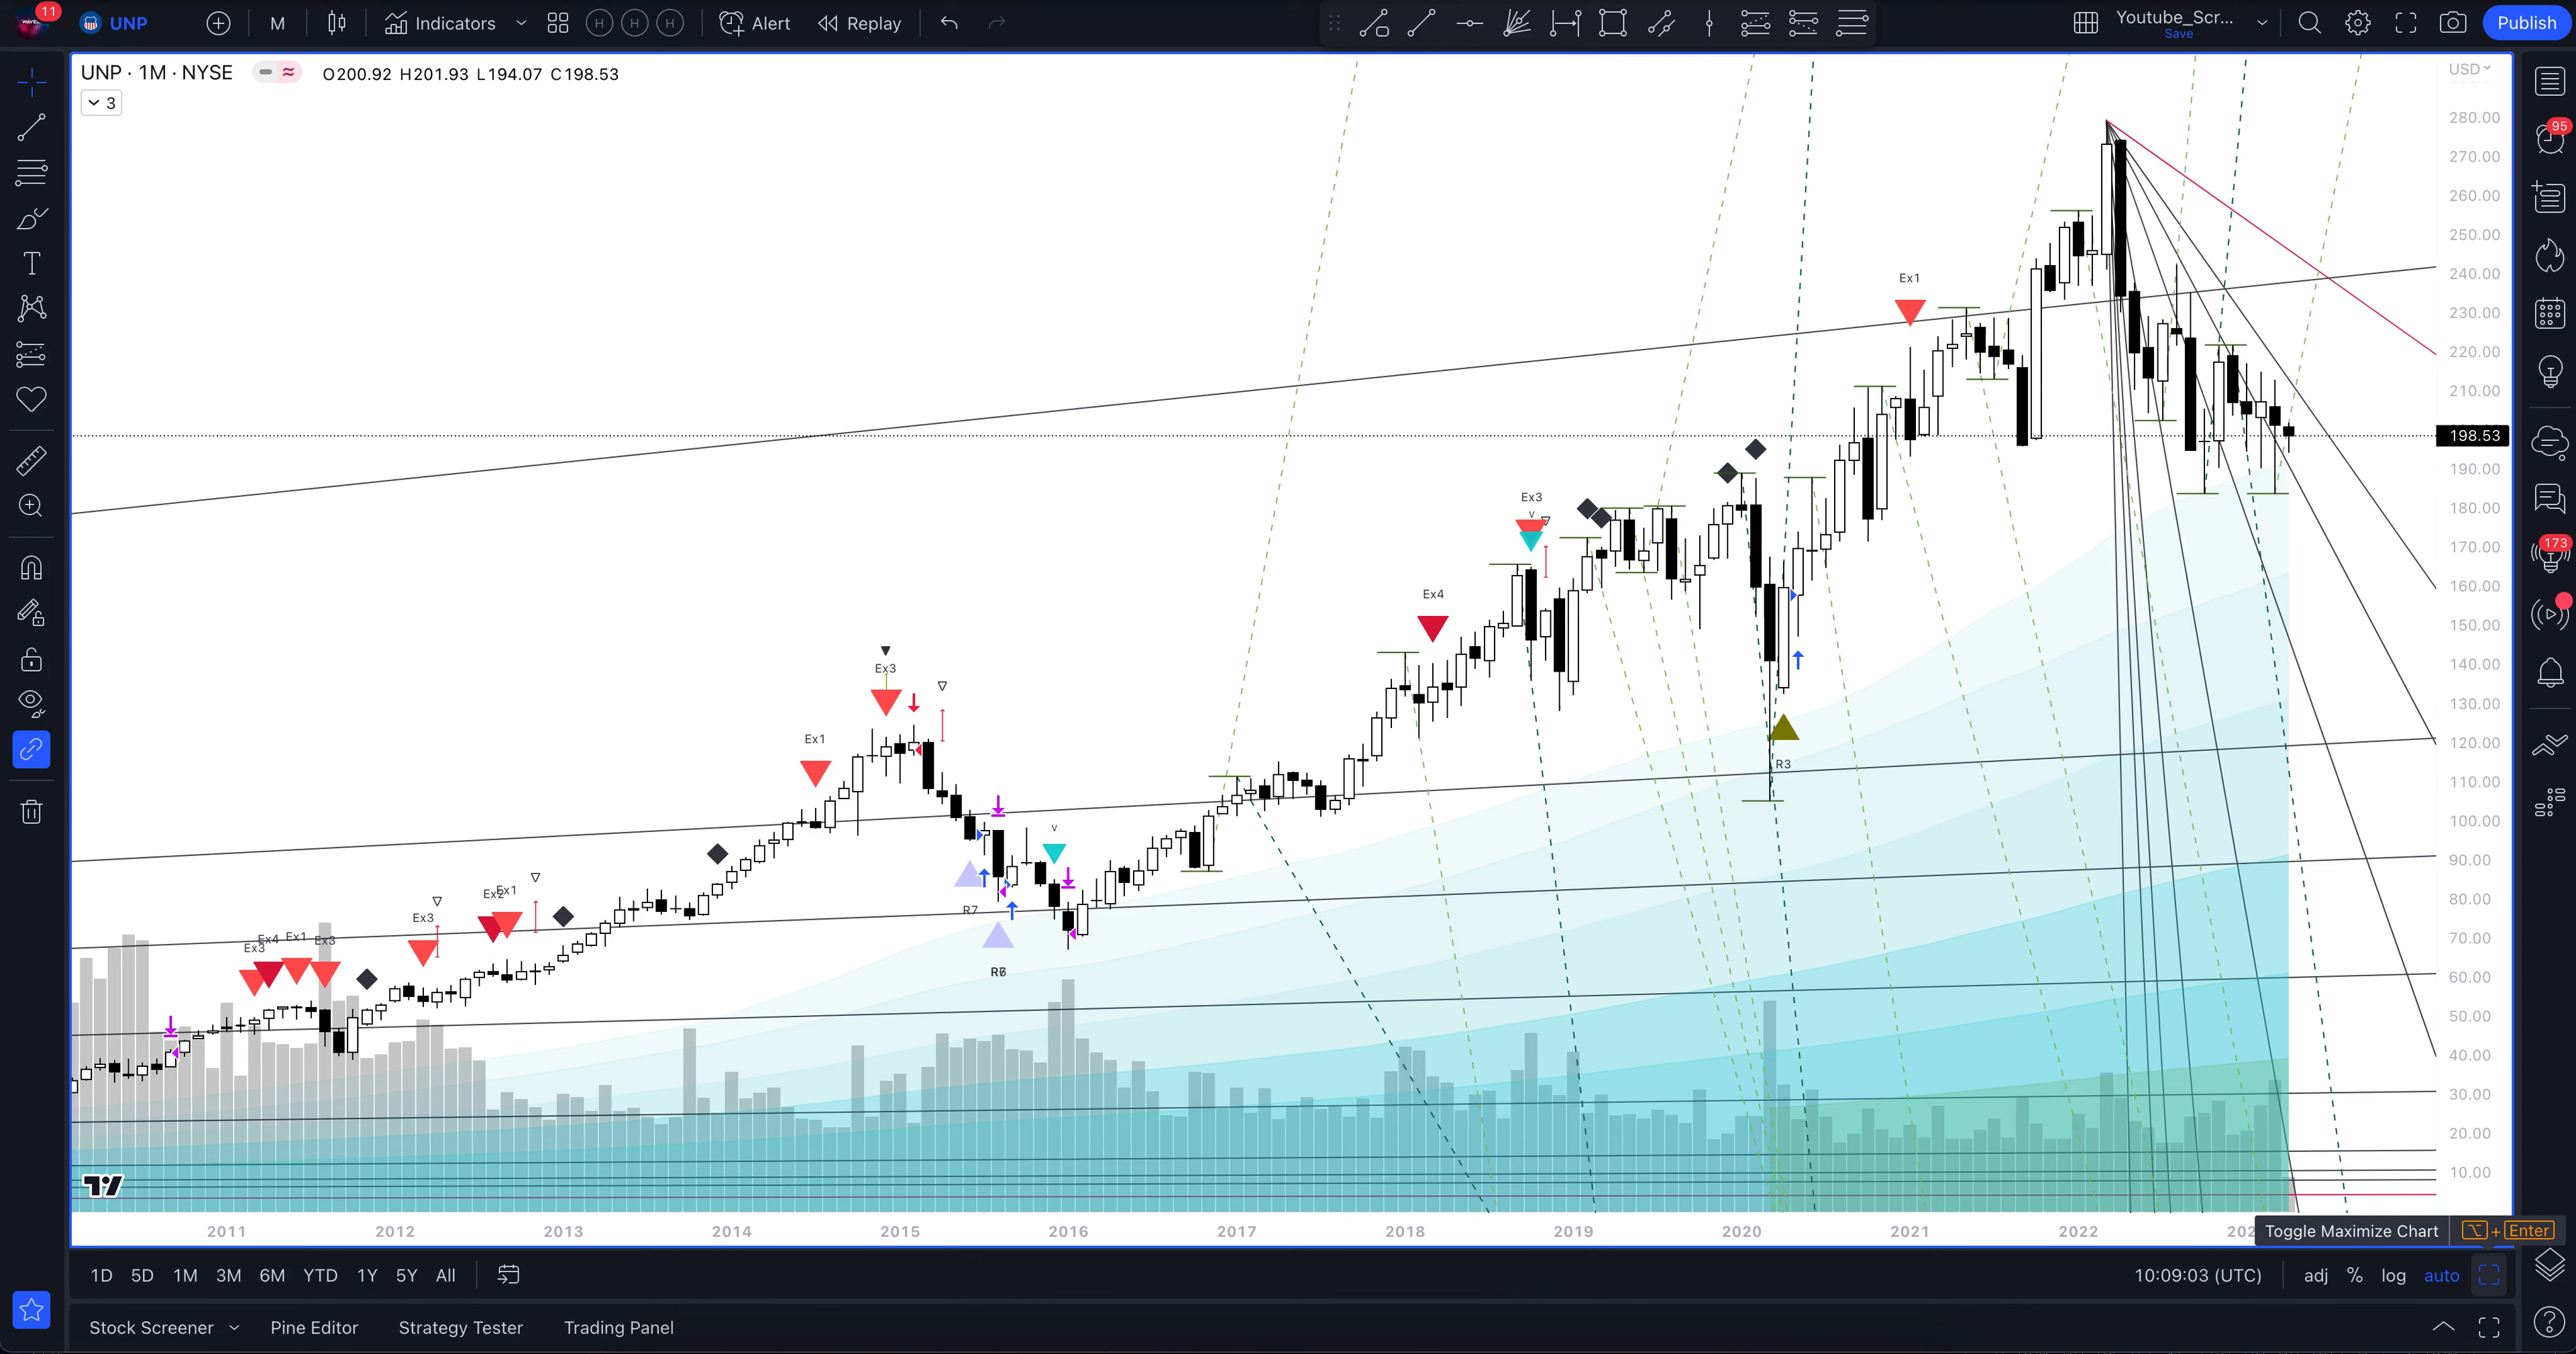 11
UNP
M
Indicators
H H H
Alert
Replay
Youtube_Scr...
Save
Publish
UNP · 1M · NYSE
O200.92 H201.93 L194.07 C198.53
3
USD
280.00
270.00
260.00
250.00
240.00
230.00
220.00
210.00
198.53
190.00
180.00
170.00
160.00
150.00
140.00
130.00
120.00
110.00
100.00
90.00
80.00
70.00
60.00
50.00
40.00
30.00
20.00
10.00
95
173
Ex1
Ex3
v
Ex4
Ex3
Ex1
R3
v
R7
Ex1
Ex3
Ex3
Ex4
Ex1
Ex3
2011
2012
2013
2014
2015
2016
2017
2018
2019
2020
2021
2022
202
Toggle Maximize Chart
+ Enter
1D 5D 1M 3M 6M YTD 1Y 5Y All
10:09:03 (UTC)
adj % log auto
Stock Screener
Pine Editor
Strategy Tester
Trading Panel